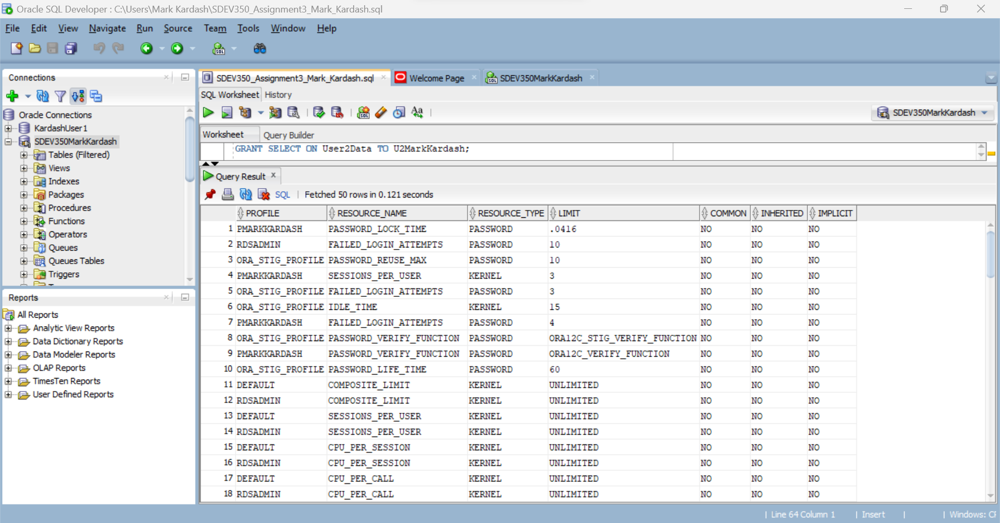 Oracle SQL Developer : C:\Users\Mark Kardash\SDEV350_Assignment3_Mark_Kardash.sql
File Edit View Navigate Run Source Team Tools Window Help
Connections
Oracle Connections
KardashUser1
SDEV350MarkKardash
Tables (Filtered)
Views
Indexes
Packages
Procedures
Functions
Operators
Queues
Queues Tables
Triggers
Reports
All Reports
Analytic View Reports
Data Dictionary Reports
Data Modeler Reports
OLAP Reports
TimesTen Reports
User Defined Reports
SDEV350_Assignment3_Mark_Kardash.sql Welcome Page SDEV350MarkKardash
SQL Worksheet History
SDEV350MarkKardash
Worksheet Query Builder
GRANT SELECT ON User2Data TO U2MarkKardash;
Query Result
SQL | Fetched 50 rows in 0.121 seconds
PROFILE RESOURCE_NAME RESOURCE_TYPE LIMIT COMMON INHERITED IMPLICIT
1 PMARKKARDASH PASSWORD_LOCK_TIME PASSWORD .0416 NO NO NO
2 RDSADMIN FAILED_LOGIN_ATTEMPTS PASSWORD 10 NO NO NO
3 ORA_STIG_PROFILE PASSWORD_REUSE_MAX PASSWORD 10 NO NO NO
4 PMARKKARDASH SESSIONS_PER_USER KERNEL 3 NO NO NO
5 ORA_STIG_PROFILE FAILED_LOGIN_ATTEMPTS PASSWORD 3 NO NO NO
6 ORA_STIG_PROFILE IDLE_TIME KERNEL 15 NO NO NO
7 PMARKKARDASH FAILED_LOGIN_ATTEMPTS PASSWORD 4 NO NO NO
8 ORA_STIG_PROFILE PASSWORD_VERIFY_FUNCTION PASSWORD ORA12C_STIG_VERIFY_FUNCTION NO NO NO
9 PMARKKARDASH PASSWORD_VERIFY_FUNCTION PASSWORD ORA12C_VERIFY_FUNCTION NO NO NO
10 ORA_STIG_PROFILE PASSWORD_LIFE_TIME PASSWORD 60 NO NO NO
11 DEFAULT COMPOSITE_LIMIT KERNEL UNLIMITED NO NO NO
12 RDSADMIN COMPOSITE_LIMIT KERNEL UNLIMITED NO NO NO
13 DEFAULT SESSIONS_PER_USER KERNEL UNLIMITED NO NO NO
14 RDSADMIN SESSIONS_PER_USER KERNEL UNLIMITED NO NO NO
15 DEFAULT CPU_PER_SESSION KERNEL UNLIMITED NO NO NO
16 RDSADMIN CPU_PER_SESSION KERNEL UNLIMITED NO NO NO
17 DEFAULT CPU_PER_CALL KERNEL UNLIMITED NO NO NO
18 RDSADMIN CPU_PER_CALL KERNEL UNLIMITED NO NO NO
| Line 64 Column 1 | Insert | | Windows: